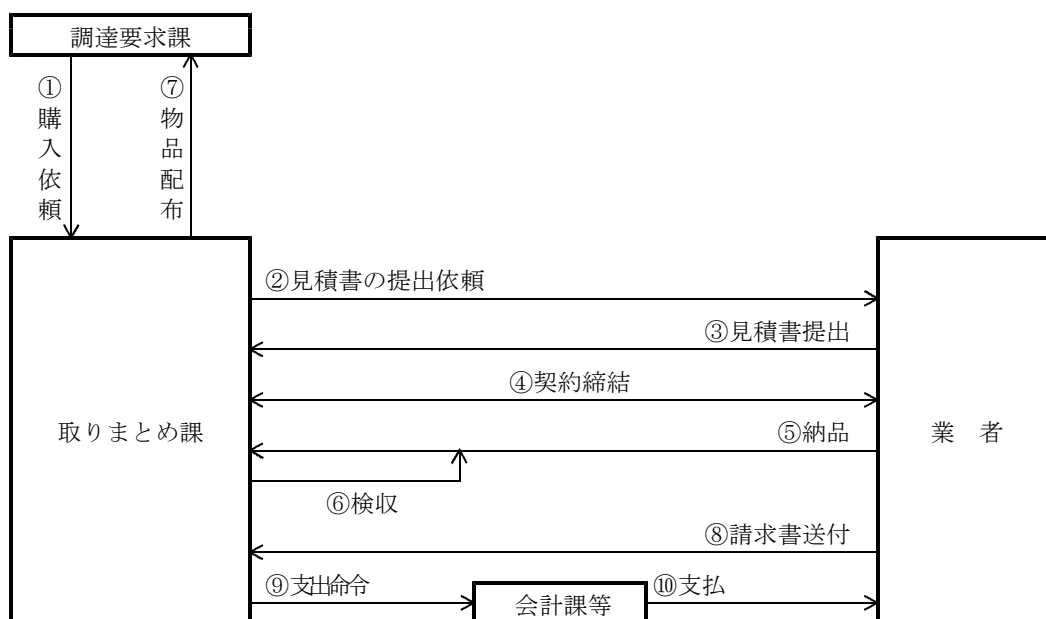 調達要求課
①購入依頼
⑦物品配布
②見積書の提出依頼
③見積書提出
④契約締結
取りまとめ課
⑤納品
業　者
⑥検収
⑧請求書送付
⑨支出命令
会計課等
⑩支払